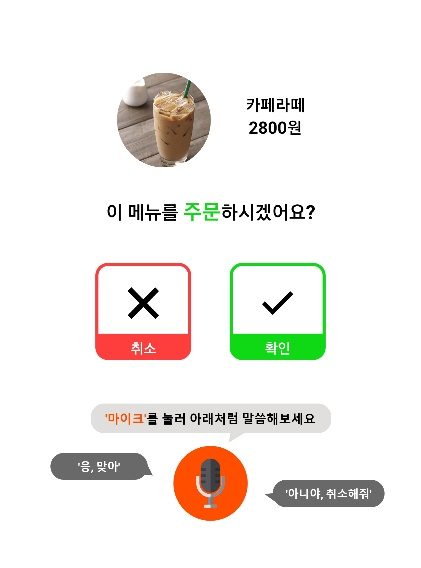 카페라떼
2800원
이 메뉴를 주문하시겠어요?
취소
확인
'마이크'를 눌러 아래처럼 말씀해보세요
'응, 맞아'
'아니야, 취소해줘'